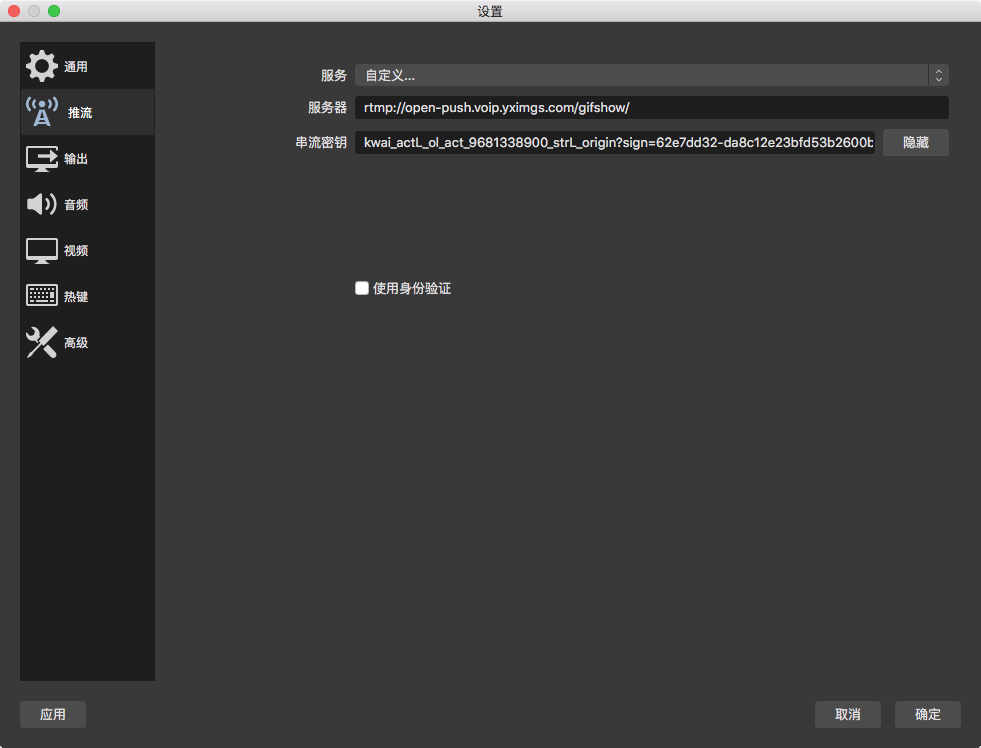 设置
通用
推流
输出
音频
视频
热键
高级
服务 自定义...
服务器 rtmp://open-push.voip.yximgs.com/gifshow/
串流密钥 kwai_actL_ol_act_9681338900_strL_origin?sign=62e7dd32-da8c12e23bfd53b2600b 隐藏
使用身份验证
应用 取消 确定